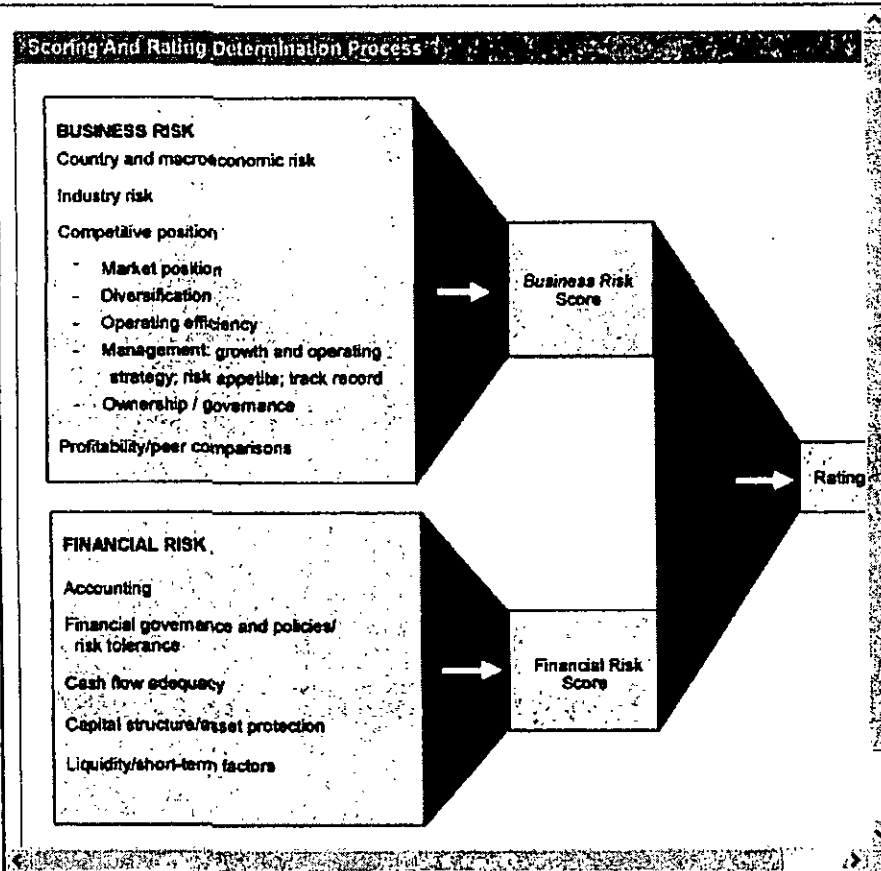 Scoring And Rating Determination Process
BUSINESS RISK
Country and macroeconomic risk
Industry risk
Competitive position
- Market position
- Diversification
- Operating efficiency
- Management: growth and operating
strategy; risk appetite; track record
- Ownership / governance
Profitability/peer comparisons
Business Risk
Score
Rating
FINANCIAL RISK
Accounting
Financial governance and policies/
risk tolerance
Cash flow adequacy
Capital structure/asset protection
Liquidity/short-term factors
Financial Risk
Score